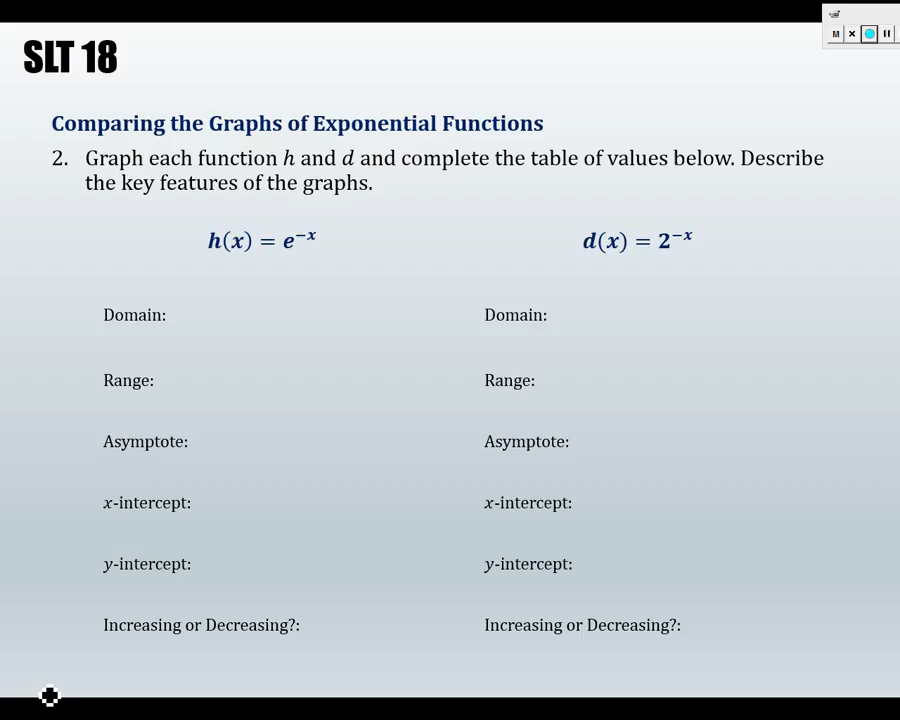 M
SLT 18
Comparing the Graphs of Exponential Functions
2. Graph each function h and d and complete the table of values below. Describe
the key features of the graphs.
h(x) = e⁻ˣ d(x) = 2⁻ˣ
Domain: Domain:
Range: Range:
Asymptote: Asymptote:
x-intercept: x-intercept:
y-intercept: y-intercept:
Increasing or Decreasing?: Increasing or Decreasing?: